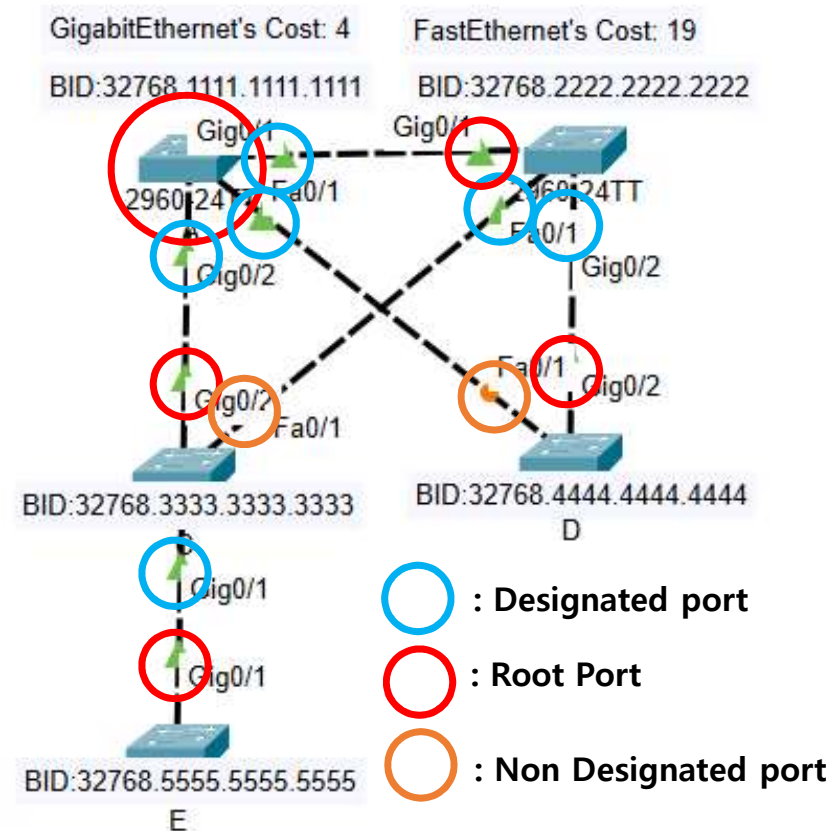 GigabitEthernet's Cost: 4
FastEthernet's Cost: 19
BID:32768.1111.1111.1111
BID:32768.2222.2222.2222
Gig0/1
Gig0/1
Fa0/1
2960-24TT
Fa0/1
Gig0/2
Gig0/2
Fa0/1
Gig0/2
Gig0/2
Fa0/1
BID:32768.3333.3333.3333
BID:32768.4444.4444.4444
D
Gig0/1
: Designated port
Gig0/1
: Root Port
: Non Designated port
BID:32768.5555.5555.5555
E